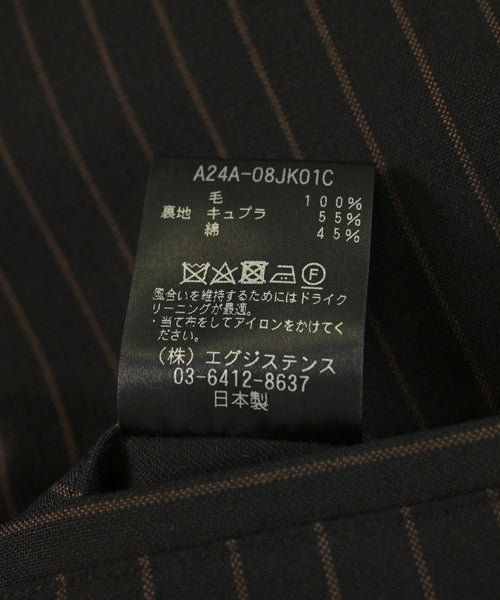 A24A-08JK01C
毛 100%
裏地 キュプラ 55%
綿 45%
F
風合いを維持するためにはドライク
リーニングが最適。
・当て布をしてアイロンをかけてく
ださい。
(株) エグジステンス
03-6412-8637
日本製